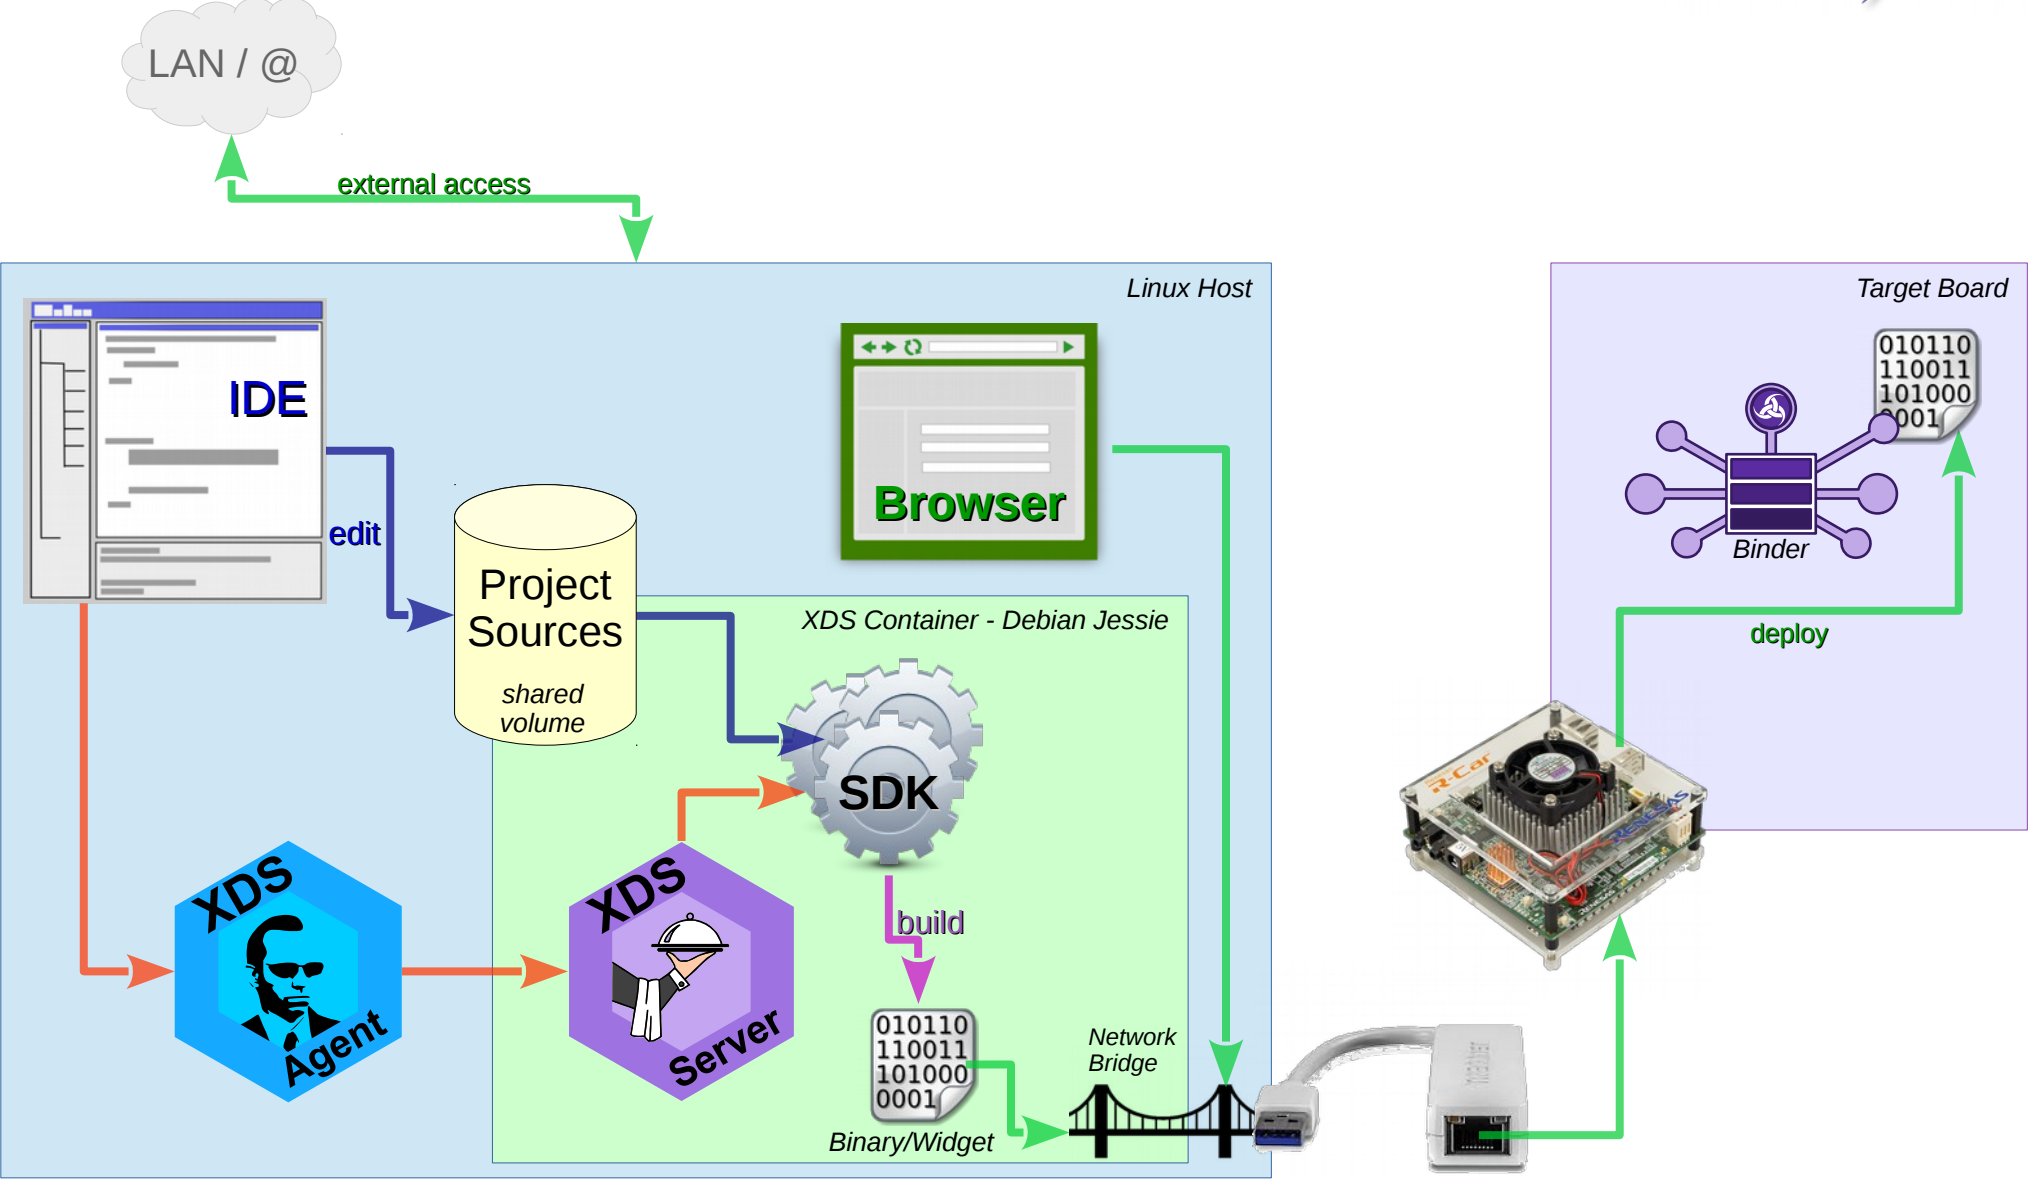 LAN / @
external access
Linux Host
Target Board
IDE
010110
110011
101000
0001
Browser
edit
Binder
Project
Sources
XDS Container - Debian Jessie
deploy
shared
volume
R-Car
SDK
RENESAS
XDS
Agent
XDS
Server
build
010110
110011
101000
0001
Network
Bridge
Binary/Widget